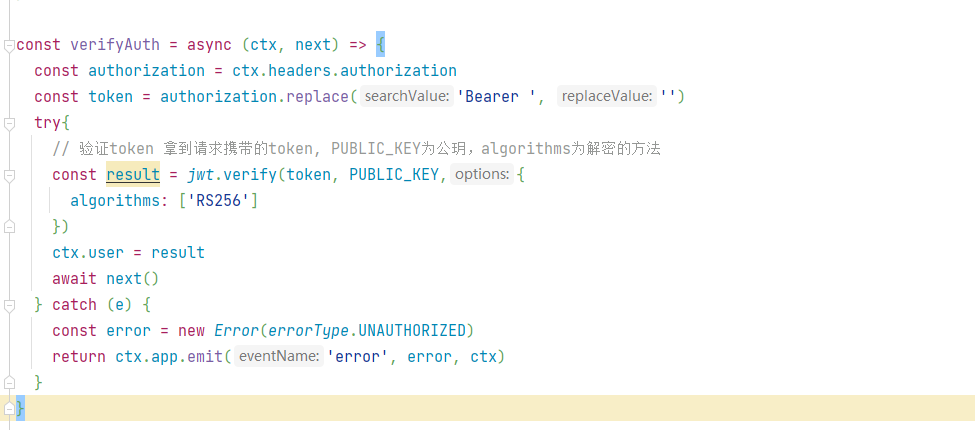 const verifyAuth = async (ctx, next) => {
const authorization = ctx.headers.authorization
const token = authorization.replace( searchValue: 'Bearer ', replaceValue: '')
try{
// 验证token 拿到请求携带的token, PUBLIC_KEY为公玥，algorithms为解密的方法
const result = jwt.verify(token, PUBLIC_KEY, options: {
algorithms: ['RS256']
})
ctx.user = result
await next()
} catch (e) {
const error = new Error(errorType.UNAUTHORIZED)
return ctx.app.emit( eventName: 'error', error, ctx)
}
}